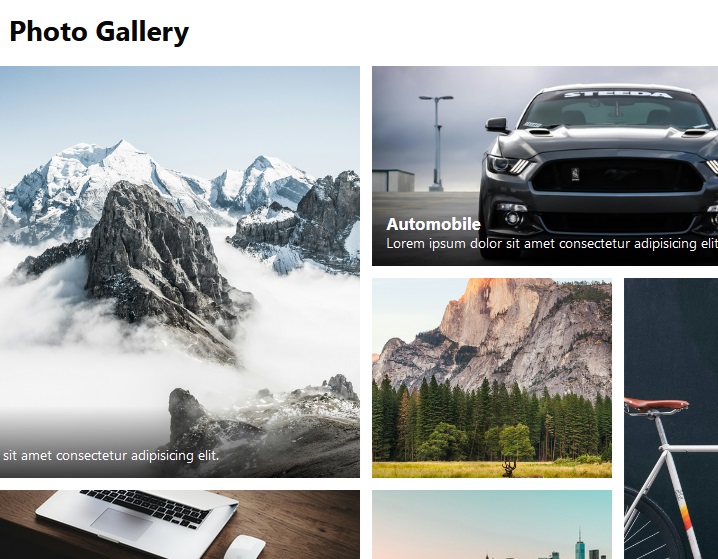 Photo Gallery
STEEDA
Automobile
Lorem ipsum dolor sit amet consectetur adipisicing elit
sit amet consectetur adipisicing elit.